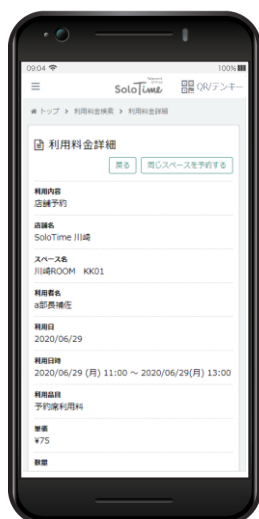 09:04 100%
SoloTime QR/テンキー
トップ > 利用料金検索 > 利用料金詳細
利用料金詳細
戻る 同じスペースを予約する
利用内容
店舗予約
店舗名
SoloTime 川崎
スペース名
川崎ROOM KK01
利用者名
a部長補佐
利用日
2020/06/29
利用日時
2020/06/29 (月) 11:00 ～ 2020/06/29(月) 13:00
利用品目
予約席利用料
単価
¥75
数量